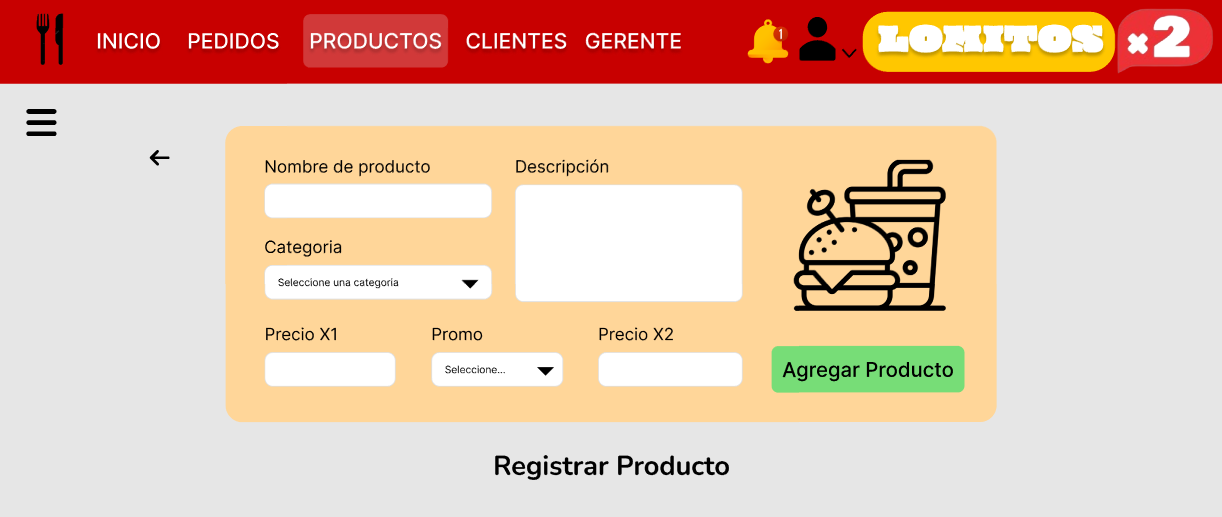 INICIO PEDIDOS PRODUCTOS CLIENTES GERENTE 1 LOMITOS x2
Nombre de producto Descripción
Categoria
Seleccione una categoria
Precio X1 Promo Precio X2
Seleccione...
Agregar Producto
Registrar Producto